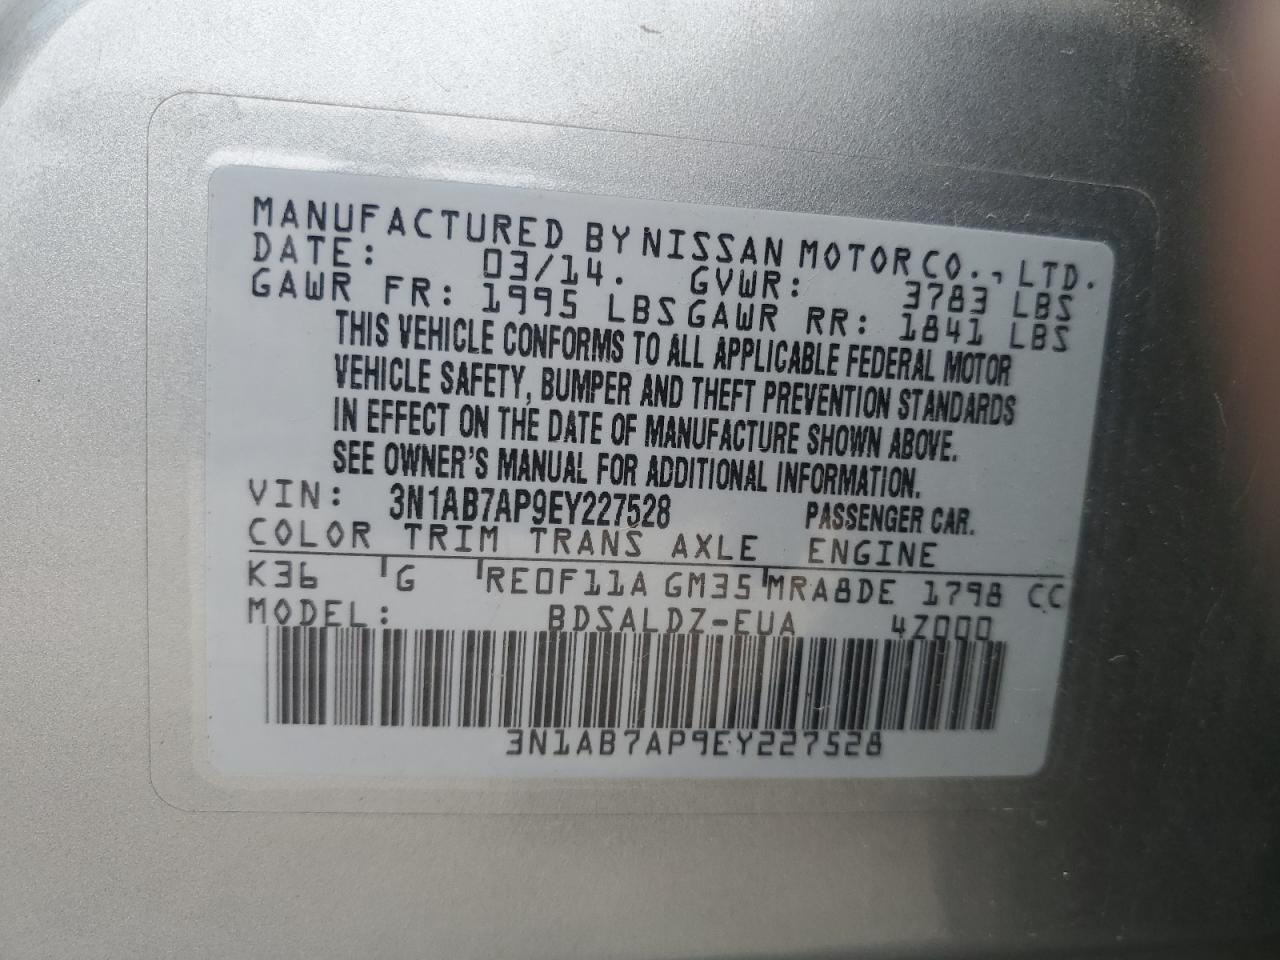 MANUFACTURED BY NISSAN MOTOR CO., LTD.
DATE: 03/14. GVWR: 3783 LBS
GAWR FR: 1995 LBS GAWR RR: 1841 LBS
THIS VEHICLE CONFORMS TO ALL APPLICABLE FEDERAL MOTOR
VEHICLE SAFETY, BUMPER AND THEFT PREVENTION STANDARDS
IN EFFECT ON THE DATE OF MANUFACTURE SHOWN ABOVE.
SEE OWNER'S MANUAL FOR ADDITIONAL INFORMATION.
VIN: 3N1AB7AP9EY227528 PASSENGER CAR.
COLOR TRIM TRANS AXLE ENGINE
K36 G RE0F11A GM35 MRA8DE 1798 CC
MODEL: BDSALDZ-EUA 4Z000
3N1AB7AP9EY227528